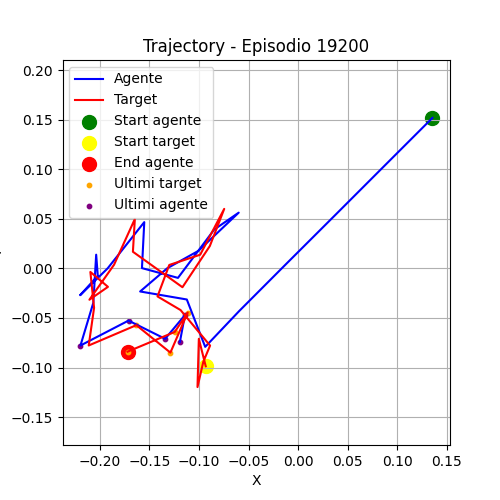 Trajectory - Episodio 19200
Agente
Target
Start agente
Start target
End agente
Ultimi target
Ultimi agente
0.20
0.15
0.10
0.05
0.00
−0.05
−0.10
−0.15
−0.20 −0.15 −0.10 −0.05 0.00 0.05 0.10 0.15
X